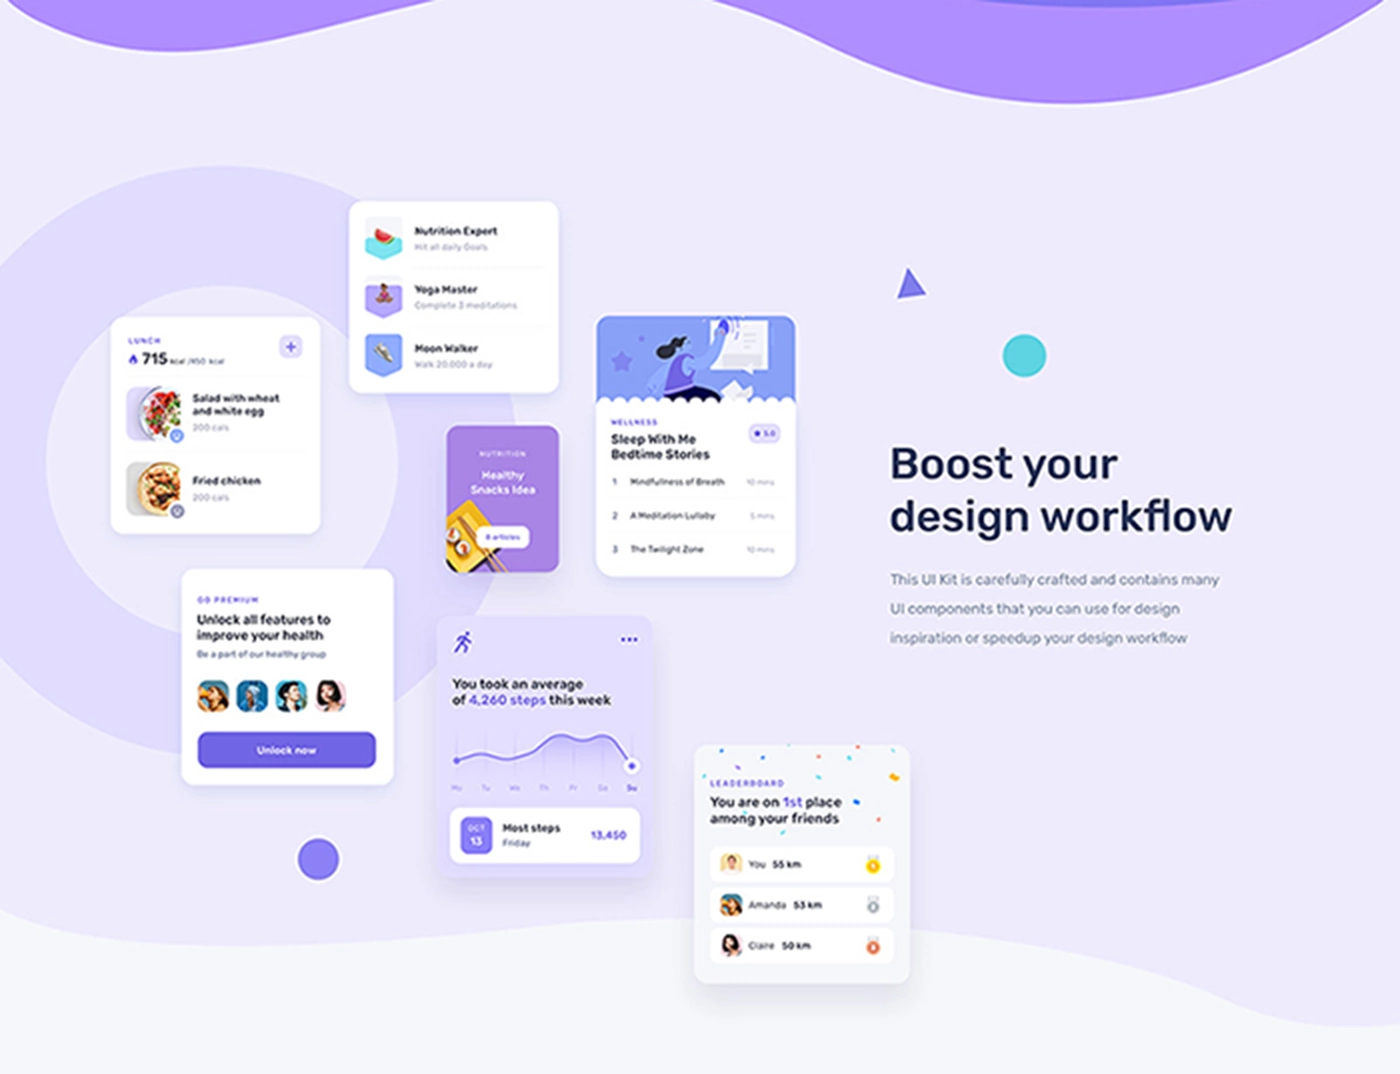 Nutrition Expert
Hit all daily Goals
Yoga Master
Complete 3 meditations
Moon Walker
Walk 20.000 a day
LUNCH
715 kcal /450 kcal
Salad with wheat
and white egg
200 cals
Fried chicken
200 cals
NUTRITION
Healthy
Snacks Idea
8 articles
WELLNESS
Sleep With Me
Bedtime Stories
5.0
1 Mindfullness of Breath 10 mins
2 A Meditation Lullaby 5 mins
3 The Twilight Zone 10 mins
Boost your
design workflow
This UI Kit is carefully crafted and contains many
UI components that you can use for design
inspiration or speedup your design workflow
GO PREMIUM
Unlock all features to
improve your health
Be a part of our healthy group
Unlock now
You took an average
of 4,260 steps this week
Mo Tu We Th Fr Sa Su
OCT
13
Most steps
Friday
13,450
LEADERBOARD
You are on 1st place
among your friends
You 55 km
Amanda 53 km
Claire 50 km